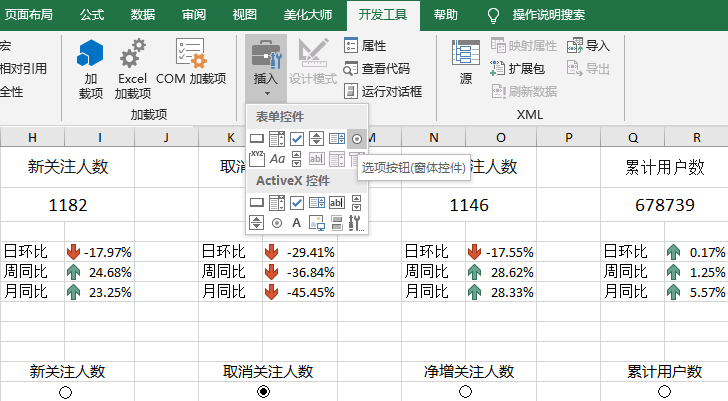 页面布局 公式 数据 审阅 视图 美化大师 开发工具 帮助 操作说明搜索
宏
相对引用
全性
加载项
Excel 加载项
COM 加载项
加载项
插入
设计模式
属性
查看代码
运行对话框
源
映射属性
扩展包
刷新数据
导入
导出
XML
表单控件
XYZ Aa ab|
选项按钮(窗体控件)
ActiveX 控件
ab| A
H I J K M N O P Q R
新关注人数 取消 注人数 累计用户数
1182 1146 678739
日环比 -17.97% 日环比 -29.41% 日环比 -17.55% 日环比 0.17%
周同比 24.68% 周同比 -36.84% 周同比 28.62% 周同比 1.25%
月同比 23.25% 月同比 -45.45% 月同比 28.33% 月同比 5.57%
新关注人数 取消关注人数 净增关注人数 累计用户数